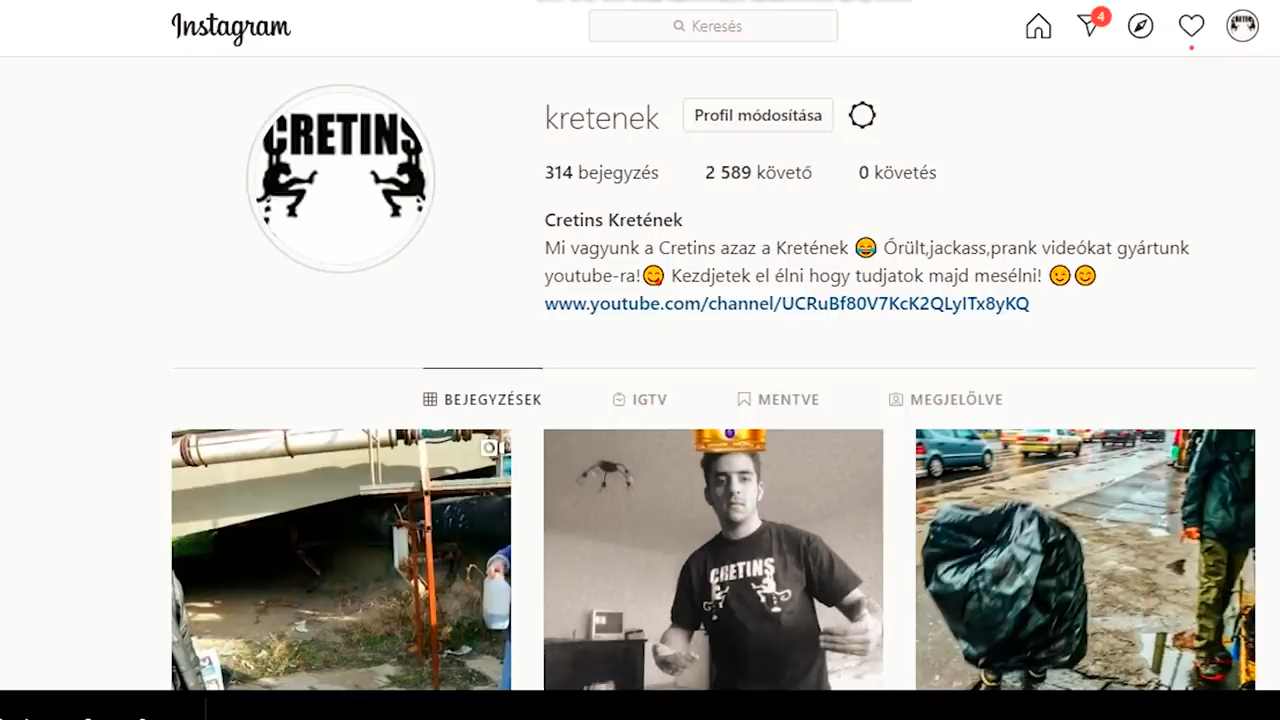 Instagram
Keresés
4
CRETINS
CRETINS
kretenek
Profil módosítása
314 bejegyzés 2 589 követő 0 követés
Cretins Kretének
Mi vagyunk a Cretins azaz a Kretének 😂 Őrült,jackass,prank videókat gyártunk
youtube-ra!😋 Kezdjetek el élni hogy tudjatok majd mesélni! 😉😊
www.youtube.com/channel/UCRuBf80V7KcK2QLyITx8yKQ
BEJEGYZÉSEK IGTV MENTVE MEGJELÖLVE
CRETINS